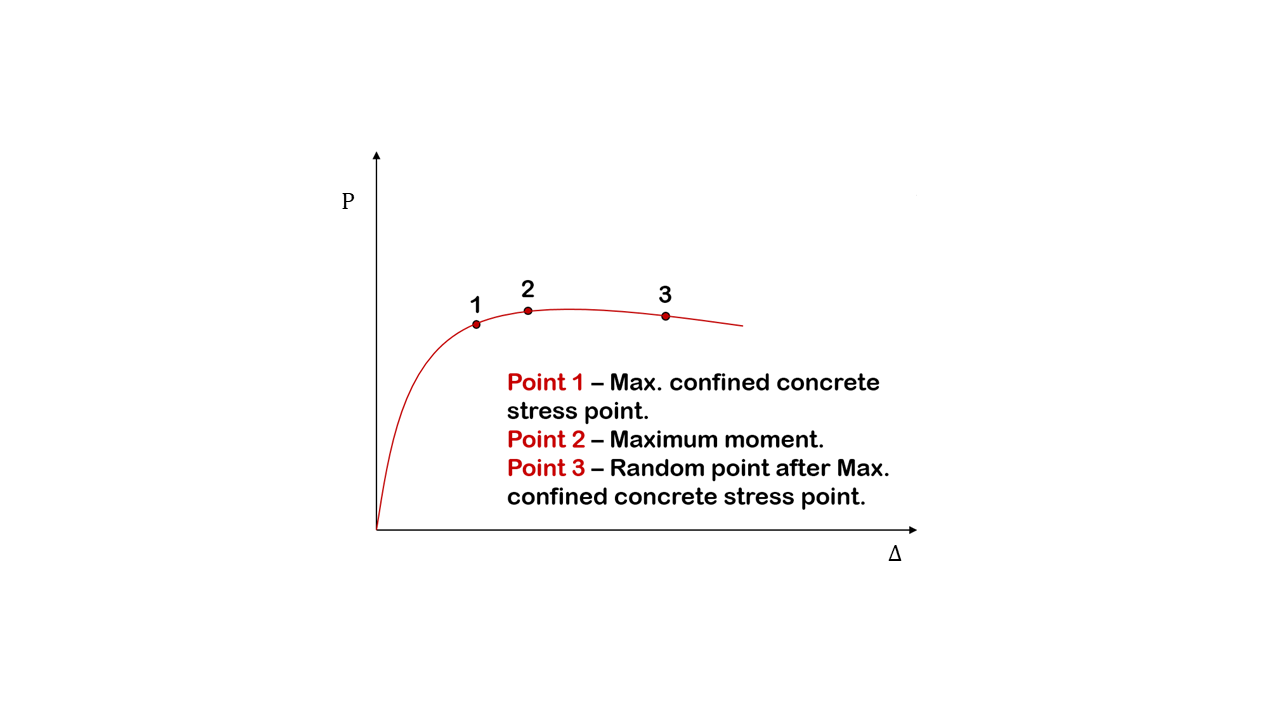 P
2
3
1
Point 1 – Max. confined concrete
stress point.
Point 2 – Maximum moment.
Point 3 – Random point after Max.
confined concrete stress point.
Δ